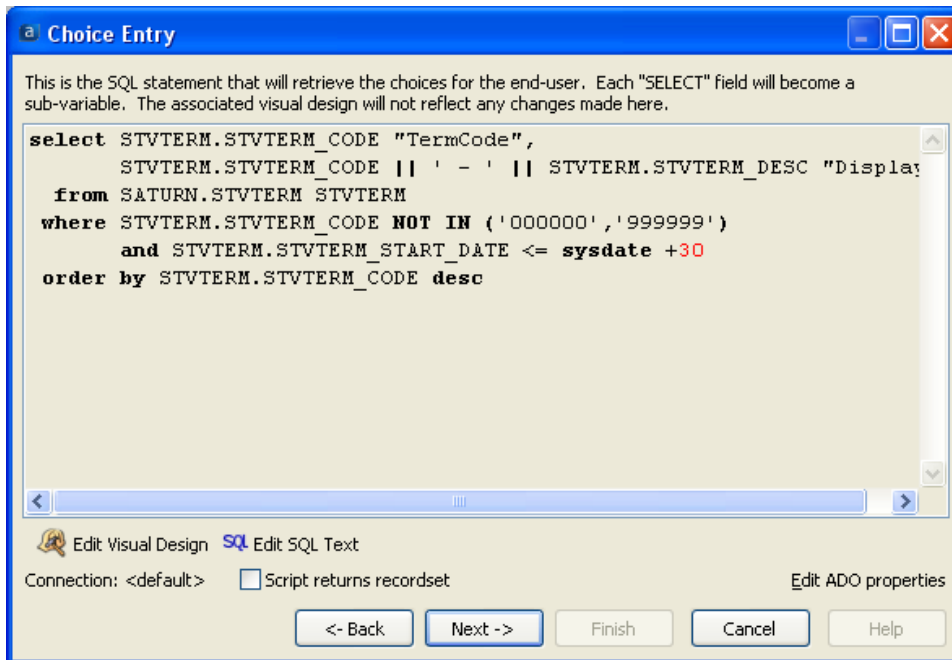 Choice Entry
This is the SQL statement that will retrieve the choices for the end-user. Each "SELECT" field will become a
sub-variable. The associated visual design will not reflect any changes made here.
select STVTERM.STVTERM_CODE "TermCode",
STVTERM.STVTERM_CODE || ' - ' || STVTERM.STVTERM_DESC "Display
from SATURN.STVTERM STVTERM
where STVTERM.STVTERM_CODE NOT IN ('000000','999999')
and STVTERM.STVTERM_START_DATE <= sysdate +30
order by STVTERM.STVTERM_CODE desc
Edit Visual Design SQL Edit SQL Text
Connection: <default> Script returns recordset Edit ADO properties
<- Back Next -> Finish Cancel Help